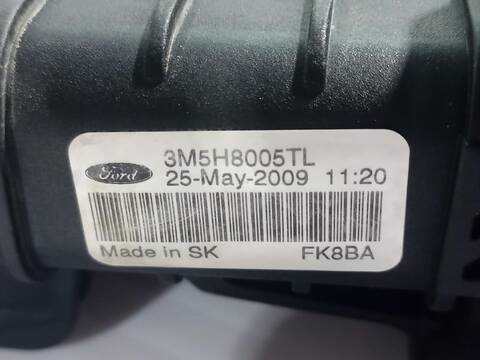 Ford
3M5H8005TL
25-May-2009 11:20
Made in SK FK8BA